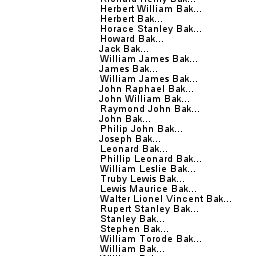 Richard Henry Bak...
Herbert William Bak...
Herbert Bak...
Horace Stanley Bak...
Howard Bak...
Jack Bak...
William James Bak...
James Bak...
William James Bak...
John Raphael Bak...
John William Bak...
Raymond John Bak...
John Bak...
Philip John Bak...
Joseph Bak...
Leonard Bak...
Phillip Leonard Bak...
William Leslie Bak...
Truby Lewis Bak...
Lewis Maurice Bak...
Walter Lionel Vincent Bak...
Rupert Stanley Bak...
Stanley Bak...
Stephen Bak...
William Torode Bak...
William Bak...